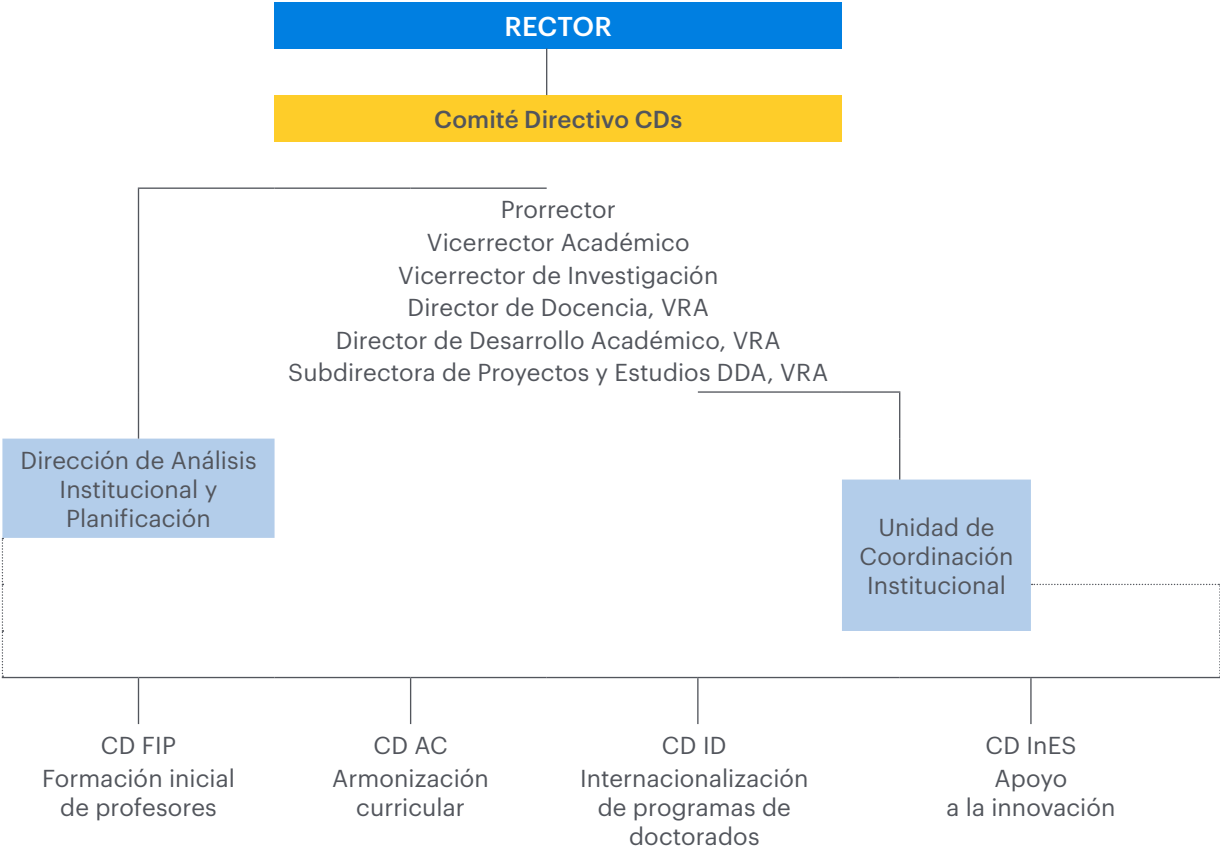 RECTOR
Comité Directivo CDs
Prorrector
Vicerrector Académico
Vicerrector de Investigación
Director de Docencia, VRA
Director de Desarrollo Académico, VRA
Subdirectora de Proyectos y Estudios DDA, VRA
Dirección de Análisis
Institucional y
Planificación
Unidad de
Coordinación
Institucional
CD FIP
Formación inicial
de profesores
CD AC
Armonización
curricular
CD ID
Internacionalización
de programas de
doctorados
CD InES
Apoyo
a la innovación